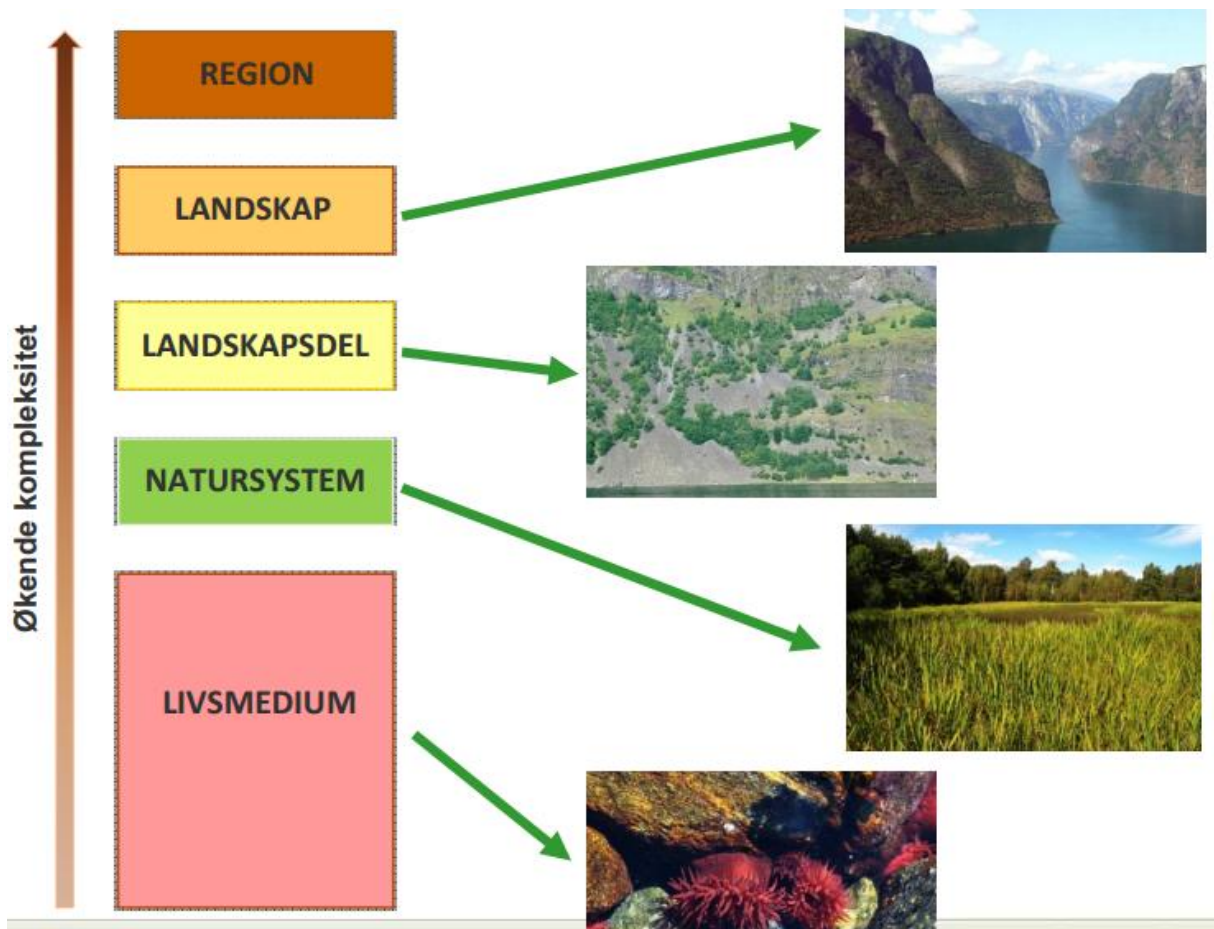 REGION
LANDSKAP
LANDSKAPSDEL
NATURSYSTEM
LIVSMEDIUM
Økende kompleksitet